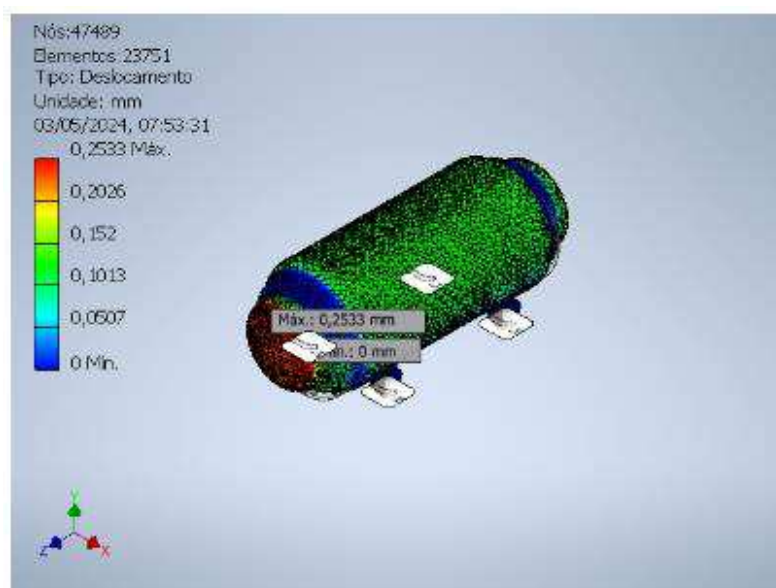 Nós:47489
Elementos:23751
Tipo: Deslocamento
Unidade: mm
03/05/2024, 07:53:31
0,2533 Máx.
0,2026
0,152
0,1013
0,0507
0 Mín.
Máx.: 0,2533 mm
0 mm
Y
Z
X